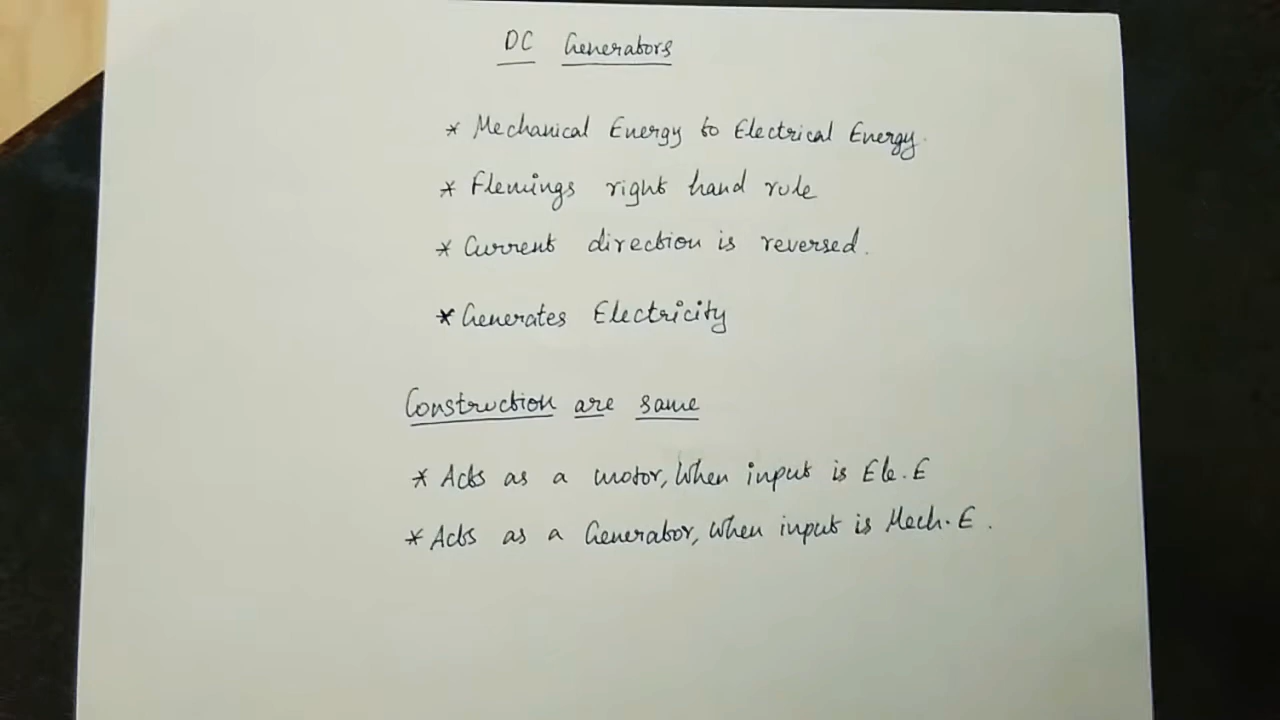 DC Generators
* Mechanical Energy to Electrical Energy.
* Flemings right hand rule
* Current direction is reversed.
* Generates Electricity
Construction are same
* Acts as a motor, when input is Ele.E
* Acts as a Generator, when input is Mech.E.